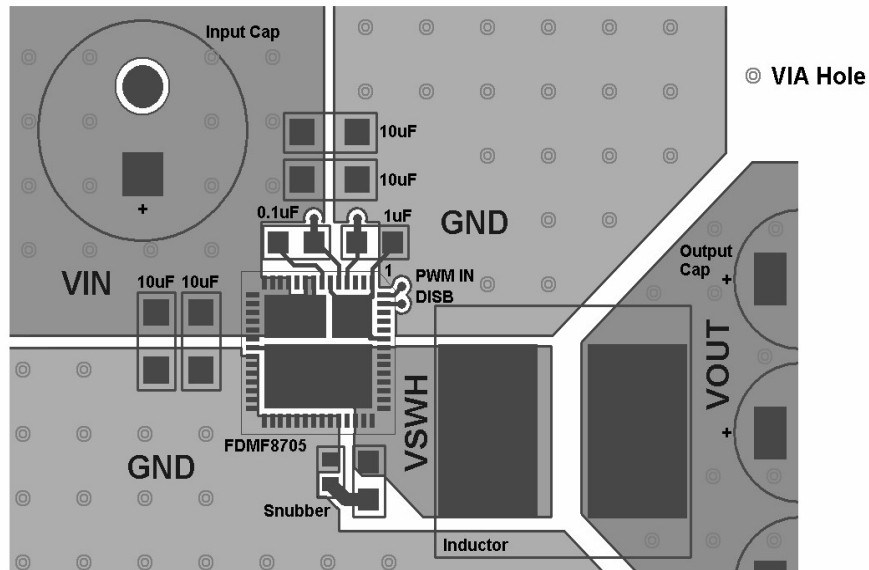 Input Cap
VIA Hole
10uF
10uF
0.1uF
1uF
GND
+
VIN
10uF
10uF
1
PWM IN
DISB
Output
Cap
+
VOUT
VSWH
+
FDMF8705
GND
Snubber
Inductor